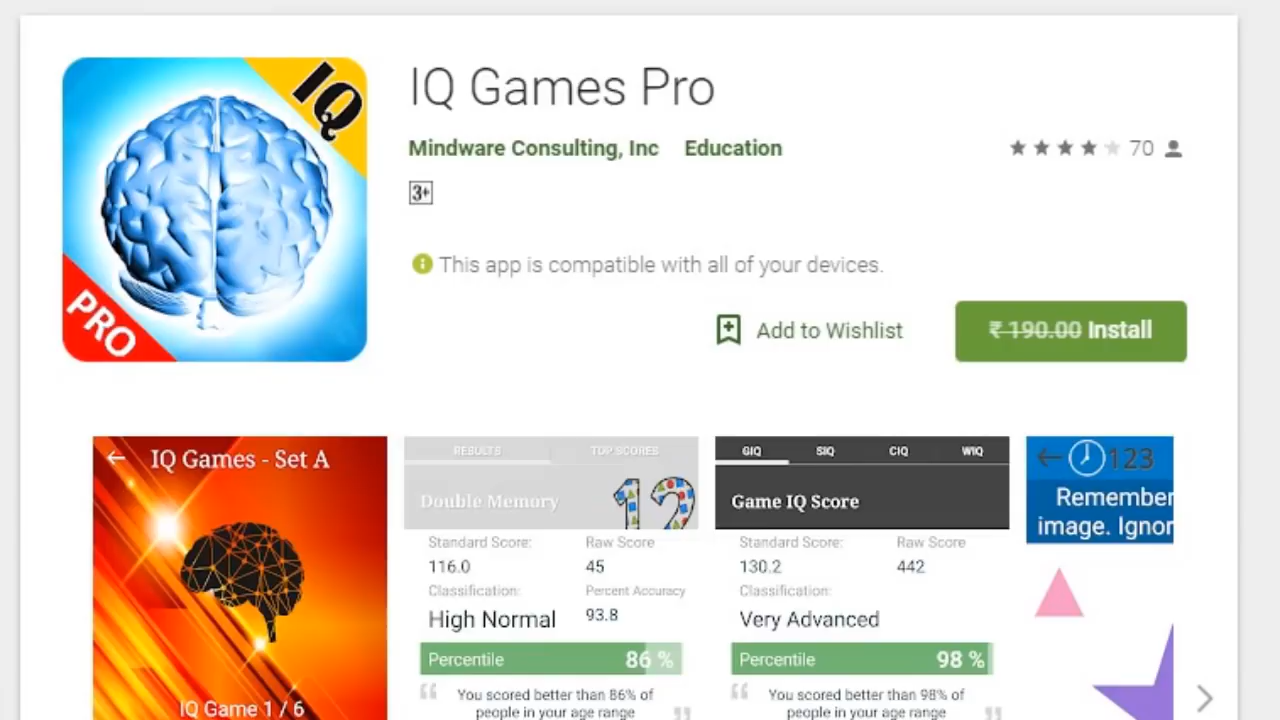 IQ
PRO
IQ Games Pro
Mindware Consulting, Inc Education
70
3+
This app is compatible with all of your devices.
Add to Wishlist
₹ 190.00 Install
IQ Games - Set A
IQ Game 1 / 6
RESULTS TOP SCORES
Double Memory
12
Standard Score: Raw Score
116.0 45
Classification: Percent Accuracy
High Normal 93.8
Percentile 86 %
“ You scored better than 86% of
people in your age range ”
GIQ SIQ CIQ WIQ
Game IQ Score
Standard Score: Raw Score
130.2 442
Classification:
Very Advanced
Percentile 98 %
“ You scored better than 98% of
people in your age range ”
123
Remember
image. Ignor